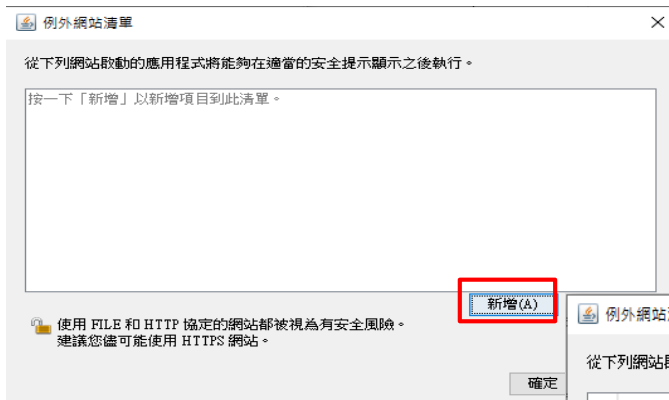 例外網站清單
從下列網站啟動的應用程式將能夠在適當的安全提示顯示之後執行。
按一下「新增」以新增項目到此清單。
新增(A)
使用 FILE 和 HTTP 協定的網站都被視為有安全風險。
建議您儘可能使用 HTTPS 網站。
確定
例外網站
從下列網站